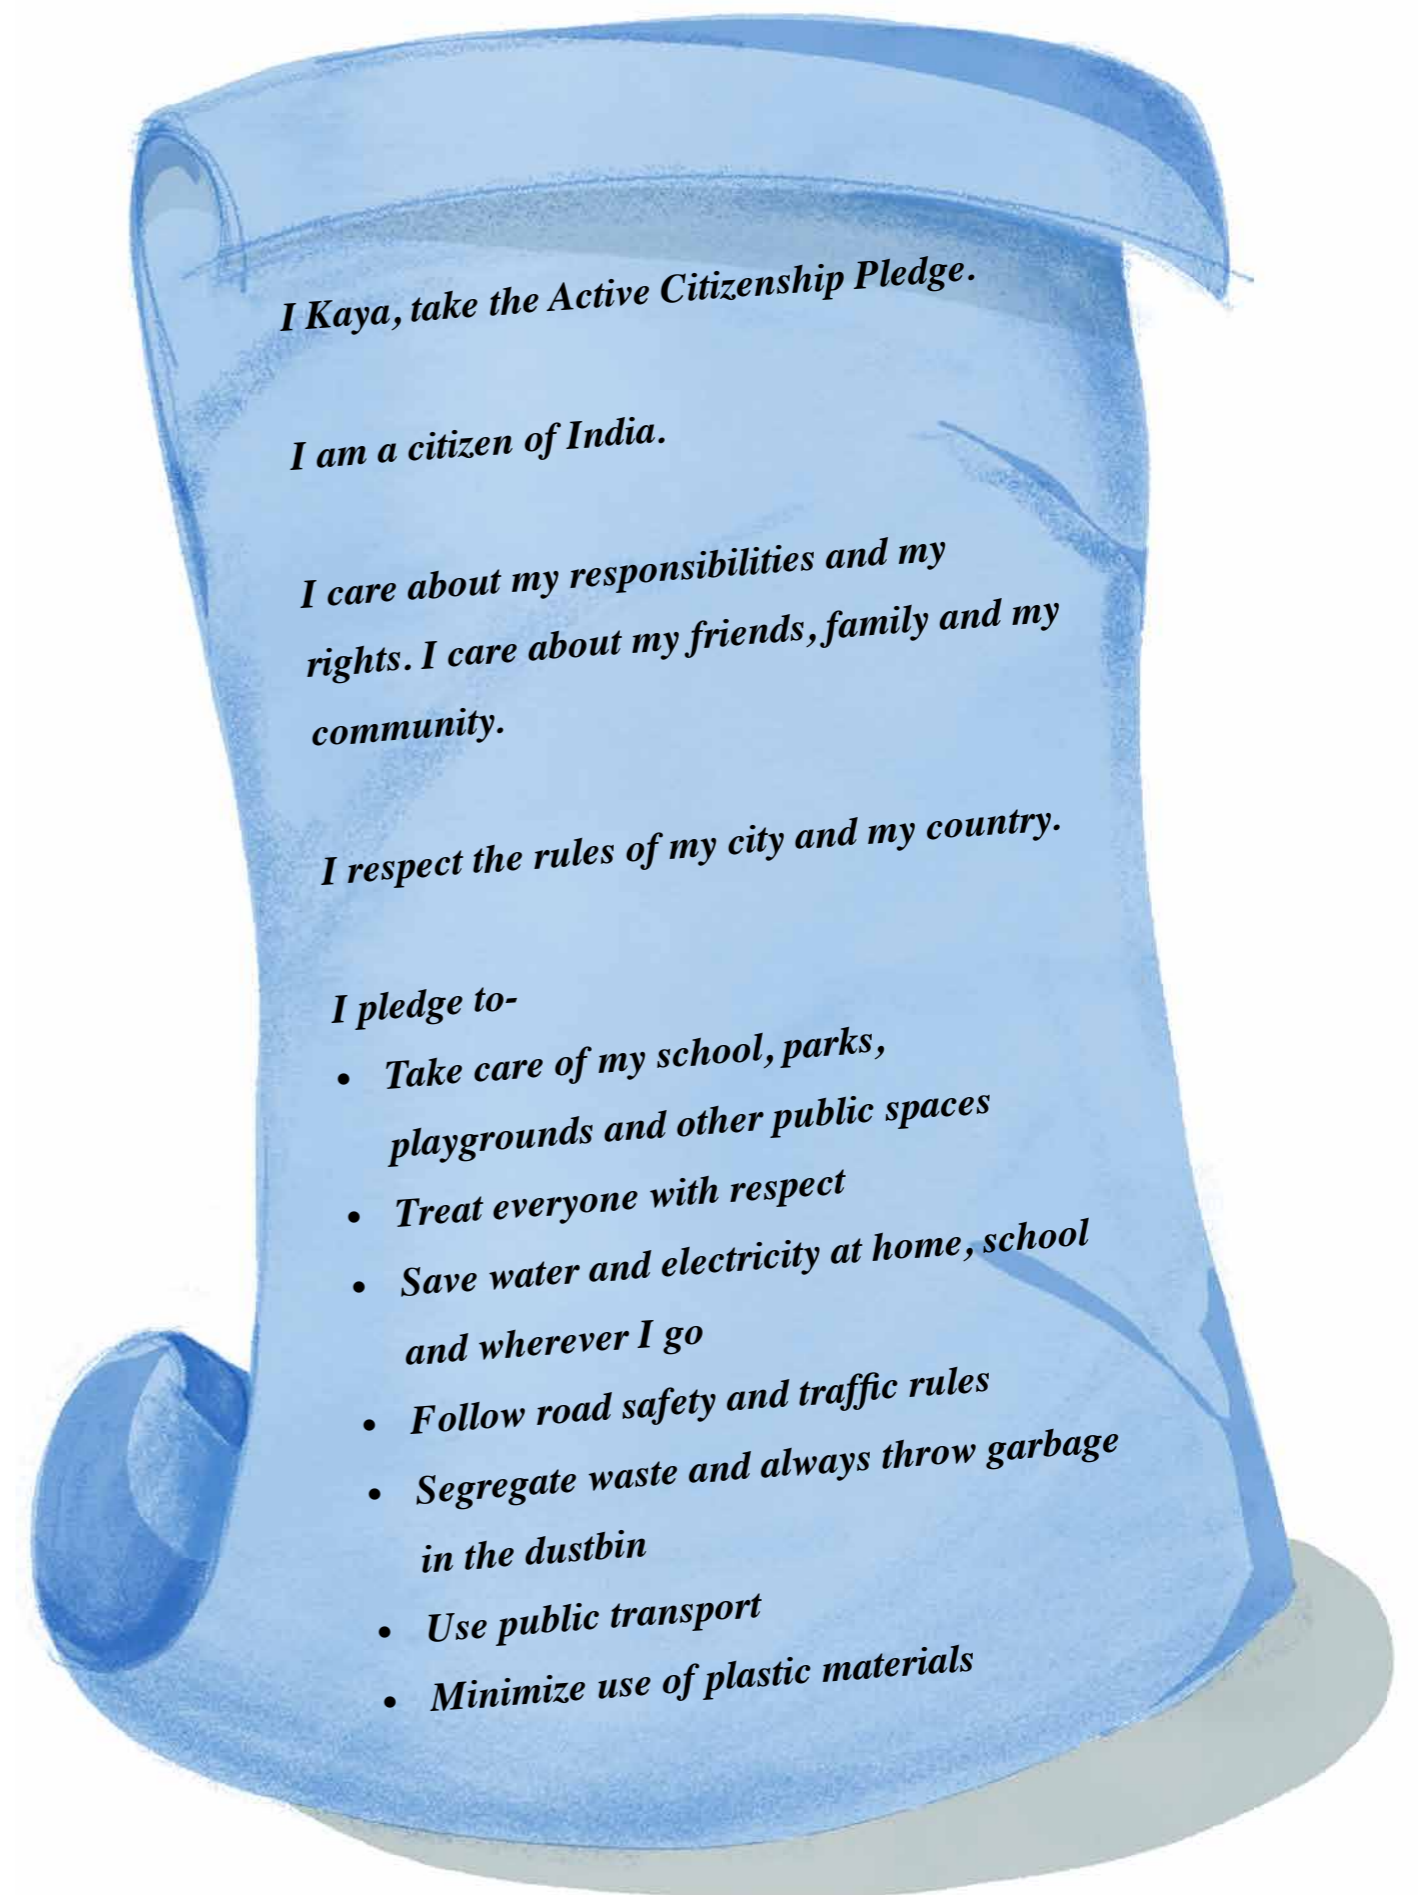 I Kaya, take the Active Citizenship Pledge.
I am a citizen of India.
I care about my responsibilities and my
rights. I care about my friends, family and my
community.
I respect the rules of my city and my country.
I pledge to-
• Take care of my school, parks,
playgrounds and other public spaces
• Treat everyone with respect
• Save water and electricity at home, school
and wherever I go
• Follow road safety and traffic rules
• Segregate waste and always throw garbage
in the dustbin
• Use public transport
• Minimize use of plastic materials